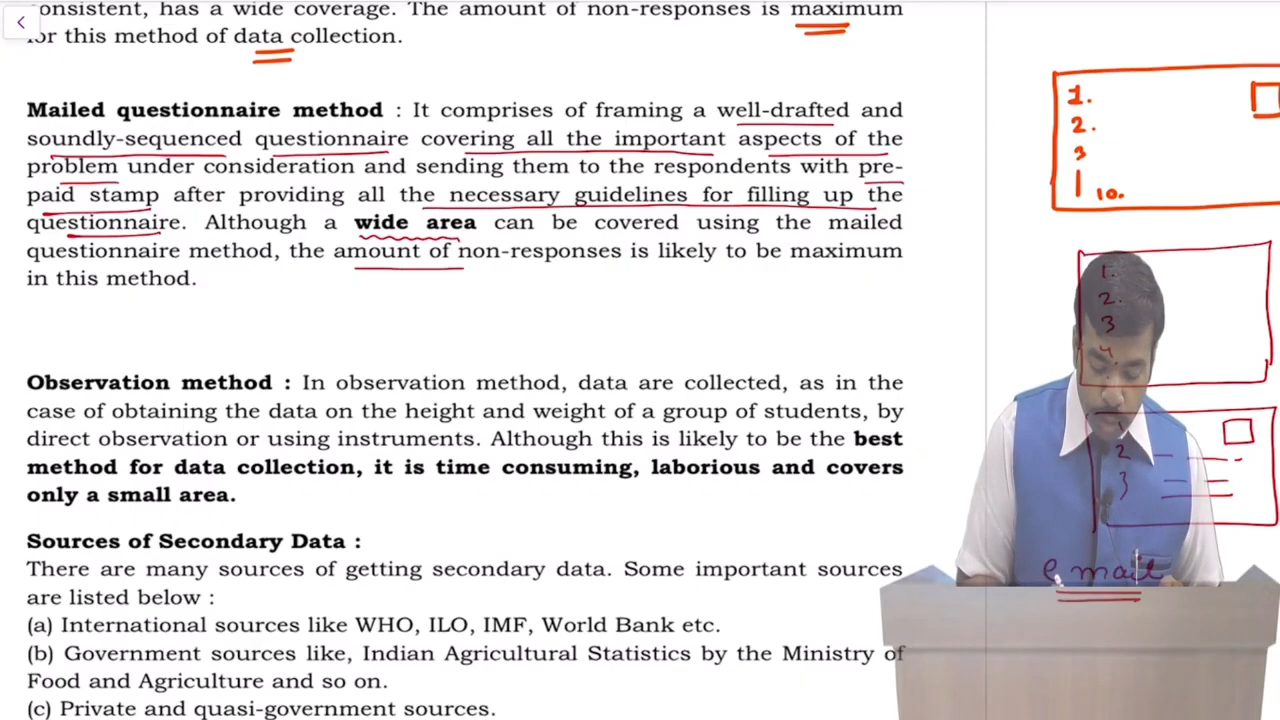 consistent, has a wide coverage. The amount of non-responses is maximum
for this method of data collection.
Mailed questionnaire method : It comprises of framing a well-drafted and
soundly-sequenced questionnaire covering all the important aspects of the
problem under consideration and sending them to the respondents with pre-
paid stamp after providing all the necessary guidelines for filling up the
questionnaire. Although a wide area can be covered using the mailed
questionnaire method, the amount of non-responses is likely to be maximum
in this method.
Observation method : In observation method, data are collected, as in the
case of obtaining the data on the height and weight of a group of students, by
direct observation or using instruments. Although this is likely to be the best
method for data collection, it is time consuming, laborious and covers
only a small area.
Sources of Secondary Data :
There are many sources of getting secondary data. Some important sources
are listed below :
(a) International sources like WHO, ILO, IMF, World Bank etc.
(b) Government sources like, Indian Agricultural Statistics by the Ministry of
Food and Agriculture and so on.
(c) Private and quasi-government sources.
1.
2.
3
10.
1.
2.
3
4.
1
2
3
e mail